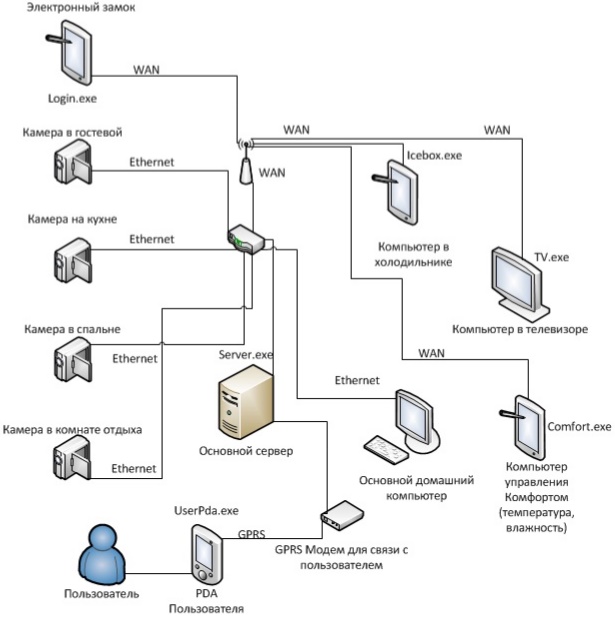 Электронный замок
WAN
Login.exe
Камера в гостевой
Ethernet
WAN
WAN
WAN
Icebox.exe
Камера на кухне
Ethernet
Компьютер в
холодильнике
TV.exe
Компьютер в телевизоре
Камера в спальне
Ethernet
Server.exe
Основной сервер
WAN
Ethernet
Основной домашний
компьютер
Comfort.exe
Компьютер
управления
Комфортом
(температура,
влажность)
Камера в комнате отдыха
Ethernet
UserPda.exe
GPRS
GPRS Модем для связи с
пользователем
Пользователь
PDA
Пользователя